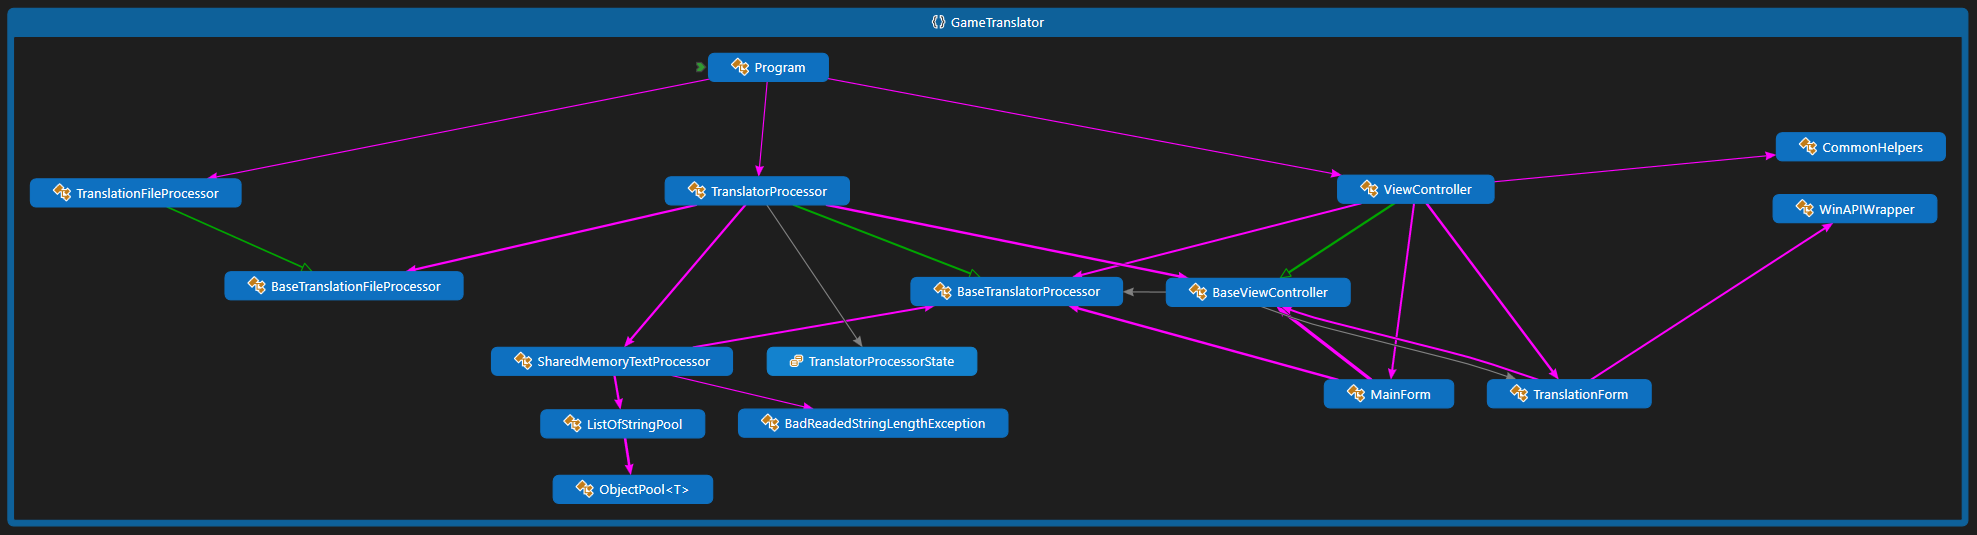 GameTranslator
Program
CommonHelpers
TranslationFileProcessor
TranslatorProcessor
ViewController
WinAPIWrapper
BaseTranslationFileProcessor
BaseTranslatorProcessor
BaseViewController
SharedMemoryTextProcessor
TranslatorProcessorState
MainForm
TranslationForm
ListOfStringPool
BadReadedStringLengthException
ObjectPool<T>